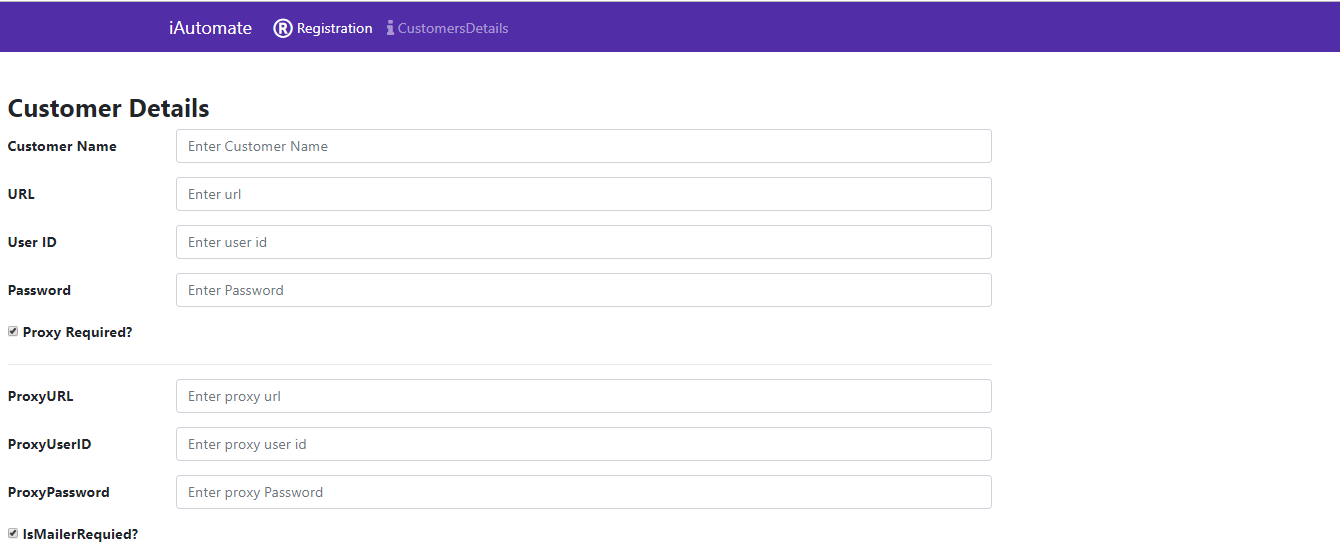 iAutomate ® Registration CustomersDetails
Customer Details
Customer Name Enter Customer Name
URL Enter url
User ID Enter user id
Password Enter Password
Proxy Required?
ProxyURL Enter proxy url
ProxyUserID Enter proxy user id
ProxyPassword Enter proxy Password
IsMailerRequied?